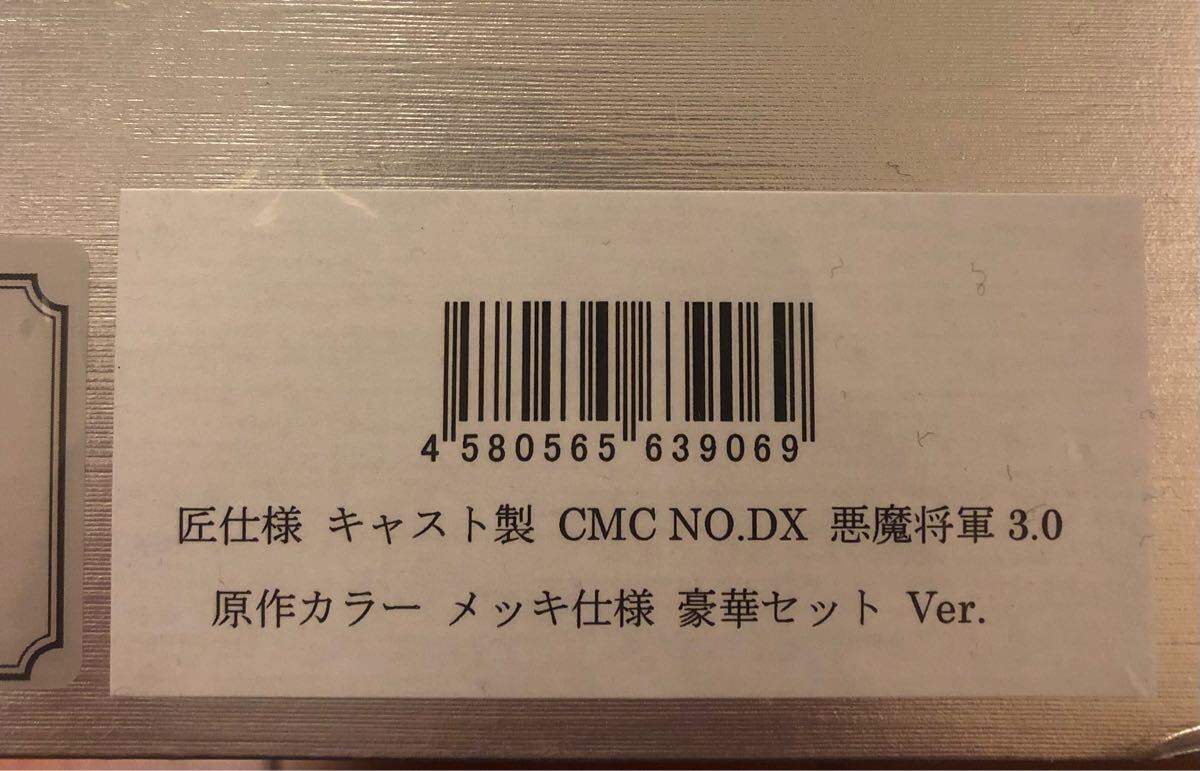 4 580565 639069
匠仕様 キャスト製 CMC NO.DX 悪魔将軍 3.0
原作カラー メッキ仕様 豪華セット Ver.